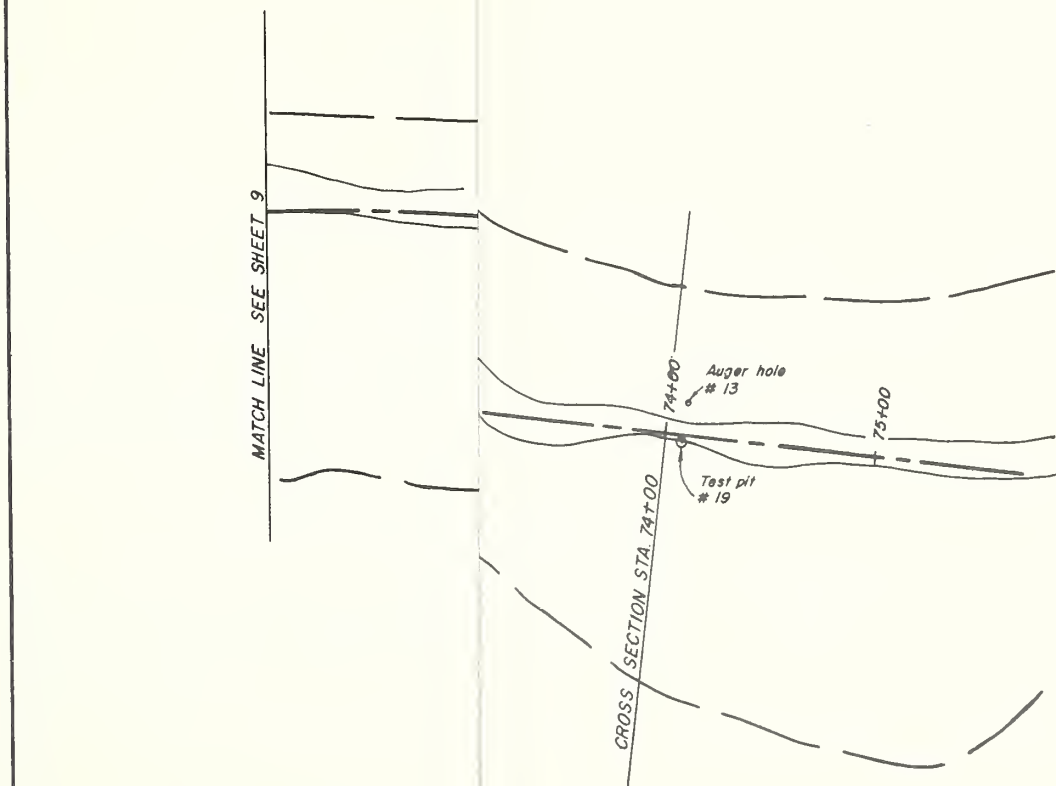 MATCH LINE SEE SHEET 9
74+00
Auger hole
# 13
75+00
Test pit
# 19
CROSS SECTION STA. 74+00